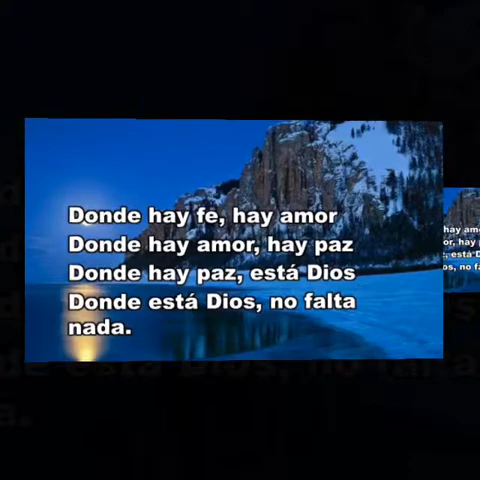 Donde hay fe, hay amor
Donde hay amor, hay paz
Donde hay paz, está Dios
Donde está Dios, no falta
nada.